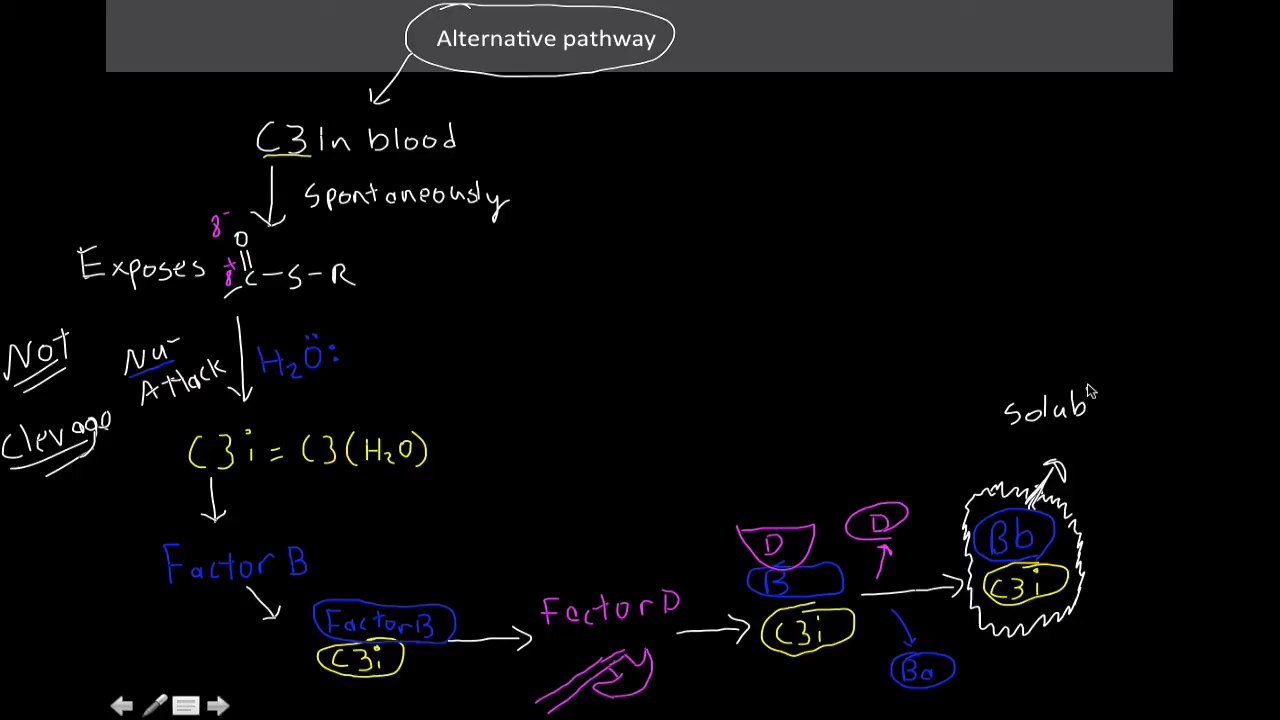 Alternative pathway
C3 In blood
Spontaneously
δ-
O
Exposes δ+ C-S-R
Not
Nu-
Attack
H2O:
Clevage
C3i = C3(H2O)
solub
Factor B
Factor B
C3i
Factor D
D
B
C3i
D
Ba
Bb
C3i